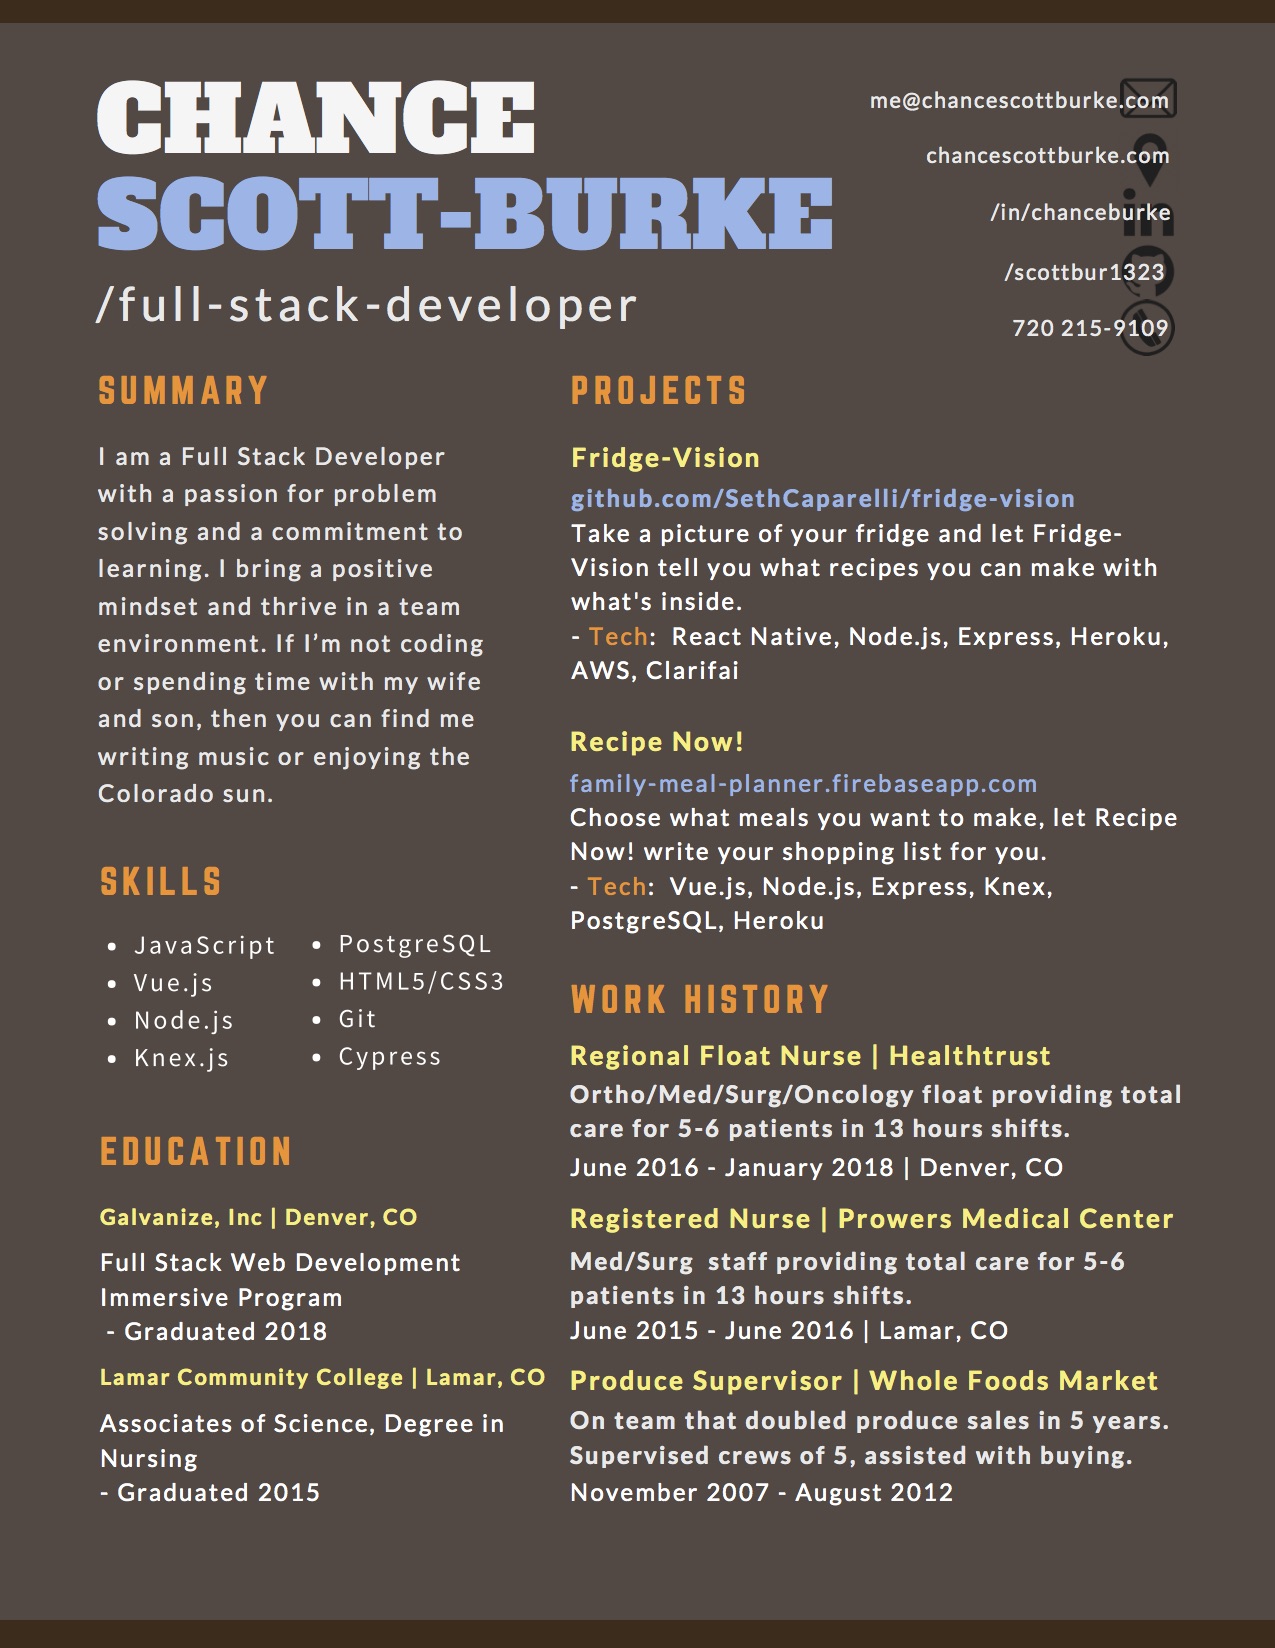 CHANCE
SCOTT-BURKE
/full-stack-developer
me@chancescottburke.com
chancescottburke.com
/in/chanceburke
/scottbur1323
720 215-9109
SUMMARY
I am a Full Stack Developer
with a passion for problem
solving and a commitment to
learning. I bring a positive
mindset and thrive in a team
environment. If I’m not coding
or spending time with my wife
and son, then you can find me
writing music or enjoying the
Colorado sun.
SKILLS
• JavaScript
• Vue.js
• Node.js
• Knex.js
• PostgreSQL
• HTML5/CSS3
• Git
• Cypress
EDUCATION
Galvanize, Inc | Denver, CO
Full Stack Web Development
Immersive Program
- Graduated 2018
Lamar Community College | Lamar, CO
Associates of Science, Degree in
Nursing
- Graduated 2015
PROJECTS
Fridge-Vision
github.com/SethCaparelli/fridge-vision
Take a picture of your fridge and let Fridge-
Vision tell you what recipes you can make with
what's inside.
- Tech:  React Native, Node.js, Express, Heroku,
AWS, Clarifai
Recipe Now!
family-meal-planner.firebaseapp.com
Choose what meals you want to make, let Recipe
Now! write your shopping list for you.
- Tech:  Vue.js, Node.js, Express, Knex,
PostgreSQL, Heroku
WORK HISTORY
Regional Float Nurse | Healthtrust
Ortho/Med/Surg/Oncology float providing total
care for 5-6 patients in 13 hours shifts.
June 2016 - January 2018 | Denver, CO
Registered Nurse | Prowers Medical Center
Med/Surg  staff providing total care for 5-6
patients in 13 hours shifts.
June 2015 - June 2016 | Lamar, CO
Produce Supervisor | Whole Foods Market
On team that doubled produce sales in 5 years.
Supervised crews of 5, assisted with buying.
November 2007 - August 2012